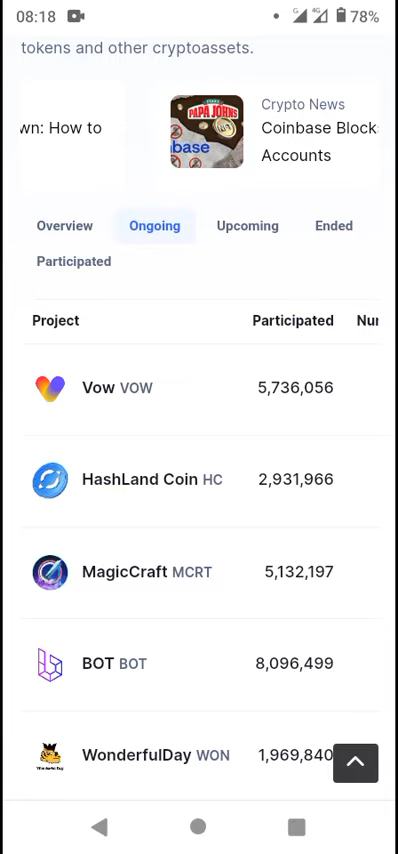 08:18 G 4G 78%
tokens and other cryptoassets.
Crypto News
wn: How to
Coinbase Block
Accounts
PAPA JOHNS
base
Overview Ongoing Upcoming Ended
Participated
Project Participated Nur
Vow VOW 5,736,056
HashLand Coin HC 2,931,966
MagicCraft MCRT 5,132,197
BOT BOT 8,096,499
WonderfulDay WON 1,969,840